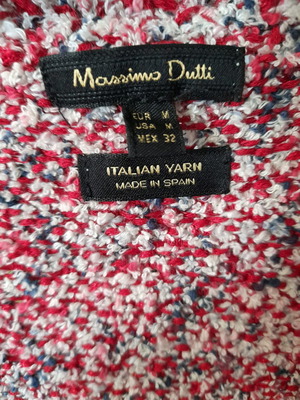 Massimo Dutti
EUR M
USA M
MEX 32
ITALIAN YARN
MADE IN SPAIN